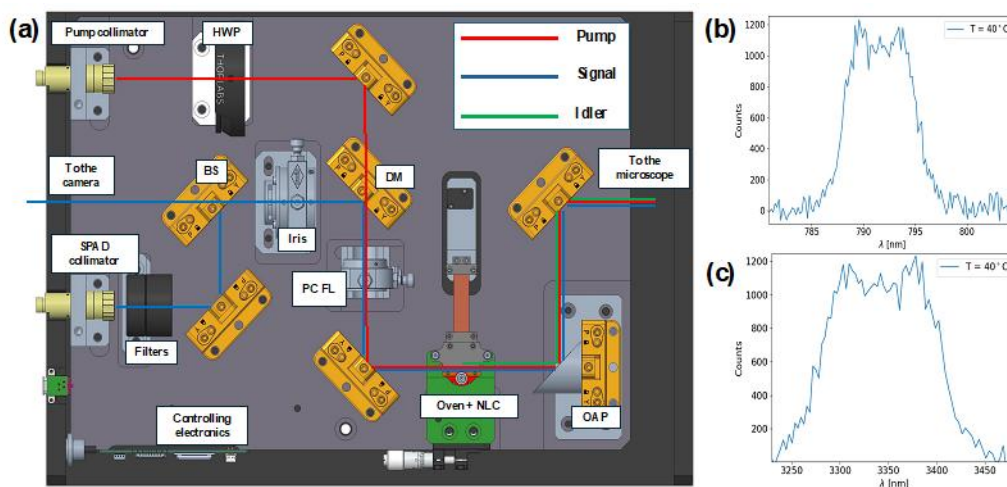 (a)
Pump collimator
HWP
THORLABS
Pump
Signal
Idler
To the
camera
BS
DM
To the
microscope
Iris
SPAD
collimator
PC FL
Filters
Oven + NLC
OAP
Controlling
electronics
(b)
T = 40°C
1200
1000
800
600
400
200
0
Counts
785
790
795
800
λ [nm]
(c)
T = 40°C
1200
1000
800
600
400
200
Counts
3250
3300
3350
3400
3450
λ [nm]